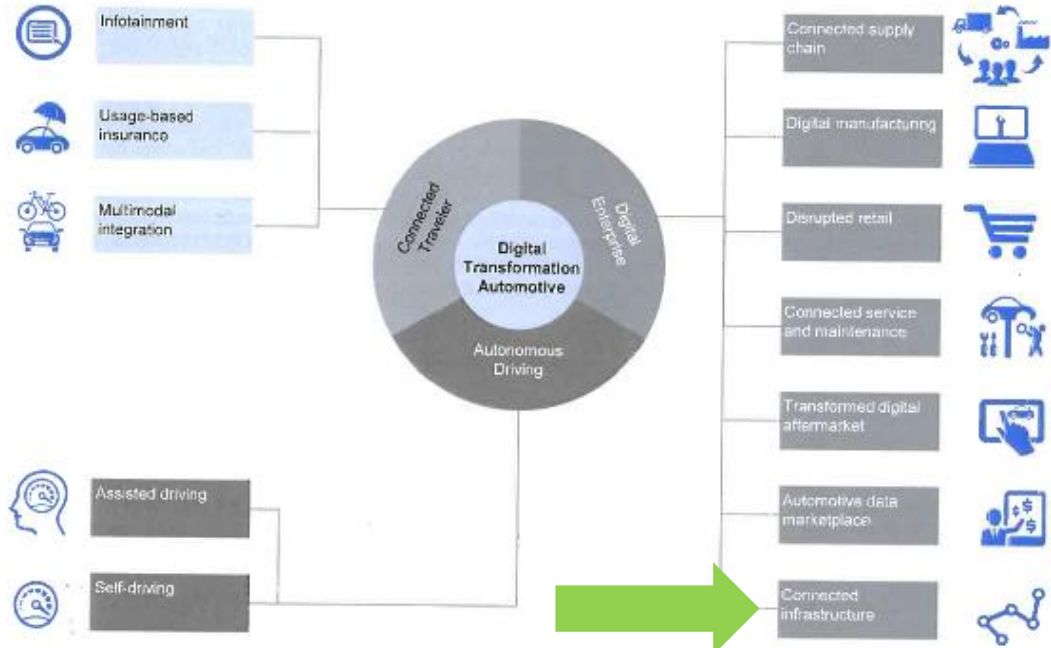 Infotainment
Usage-based
insurance
Multimodal
integration
Connected
Traveler
Digital
Enterprise
Digital
Transformation
Automotive
Autonomous
Driving
Assisted driving
Self-driving
Connected supply
chain
Digital manufacturing
Disrupted retail
Connected service
and maintenance
Transformed digital
aftermarket
Automotive data
marketplace
Connected
infrastructure